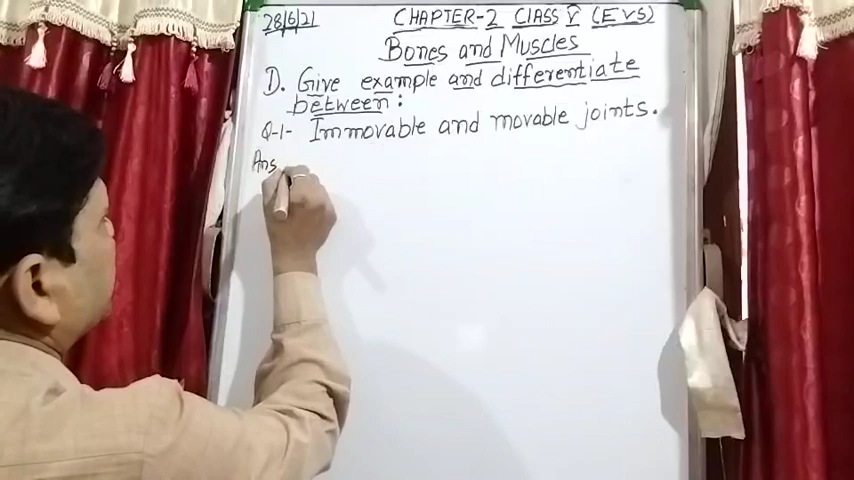 28/6/21 CHAPTER-2 CLASS V (EVS)
Bones and Muscles
D. Give example and differentiate
between :
Q-1- Immovable and movable joints.
Ans